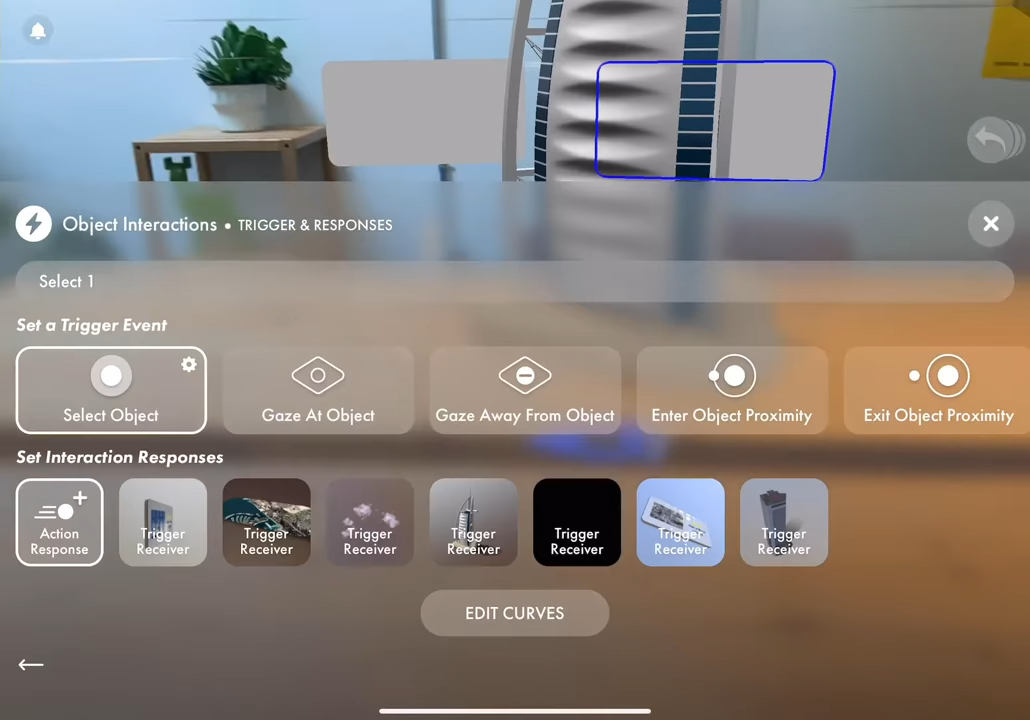 Object Interactions • TRIGGER & RESPONSES
Select 1
Set a Trigger Event
Select Object
Gaze At Object
Gaze Away From Object
Enter Object Proximity
Exit Object Proximity
Set Interaction Responses
Action
Response
Trigger
Receiver
Trigger
Receiver
Trigger
Receiver
Trigger
Receiver
Trigger
Receiver
Trigger
Receiver
Trigger
Receiver
EDIT CURVES